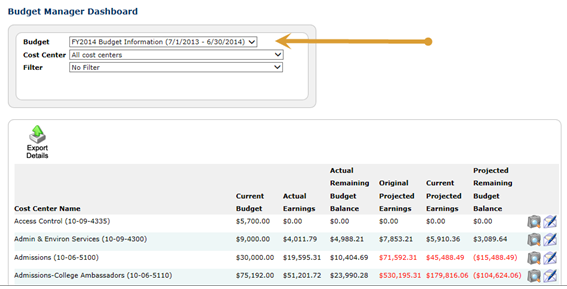 Budget Manager Dashboard
Budget FY2014 Budget Information (7/1/2013 - 6/30/2014)
Cost Center All cost centers
Filter No Filter
Export Details
Cost Center Name Current Budget Actual Earnings Actual Remaining Budget Balance Original Projected Earnings Current Projected Earnings Projected Remaining Budget Balance
Access Control (10-09-4335) $5,700.00 $0.00 $0.00 $0.00 $0.00 $0.00
Admin & Environ Services (10-09-4300) $9,000.00 $4,011.79 $4,988.21 $7,853.21 $5,910.36 $3,089.64
Admissions (10-06-5100) $30,000.00 $19,595.31 $10,404.69 $71,592.31 $45,488.49 ($15,488.49)
Admissions-College Ambassadors (10-06-5110) $75,192.00 $51,201.72 $23,990.28 $530,195.31 $179,816.06 ($104,624.06)